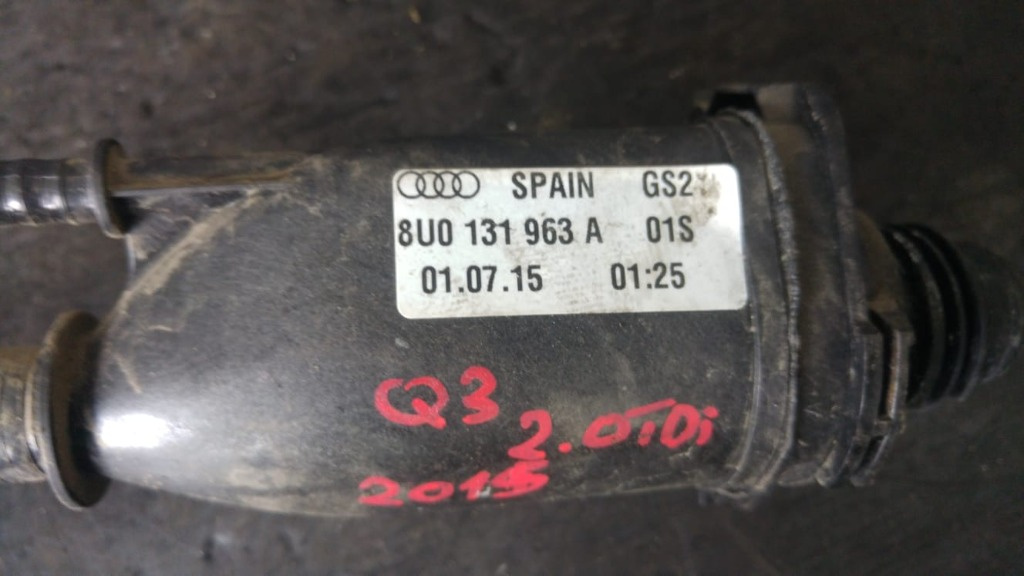 SPAIN GS2
8U0 131 963 A 01S
01.07.15 01:25
Q3
2.0TDi
2015